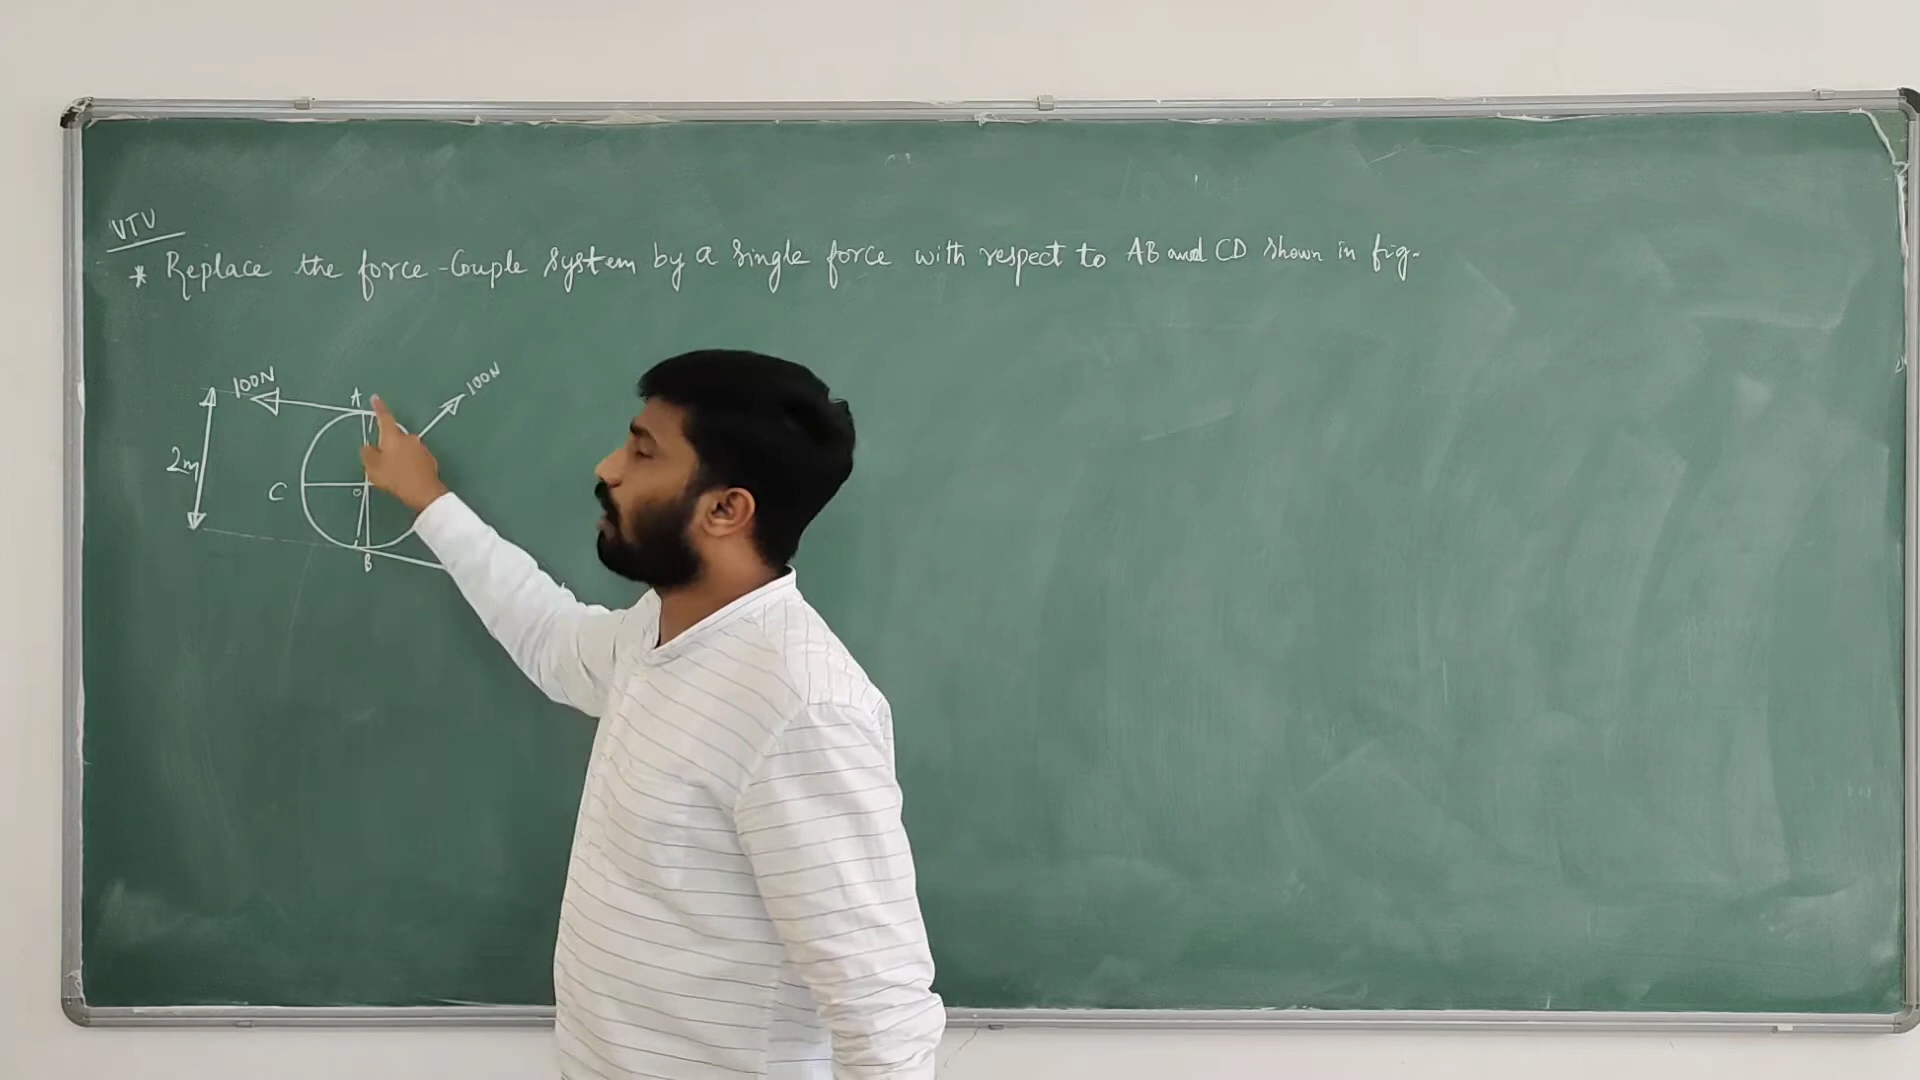 VTU
* Replace the force-Couple system by a Single force with respect to AB and CD shown in fig.
100N
A
100N
2m
C
O
B